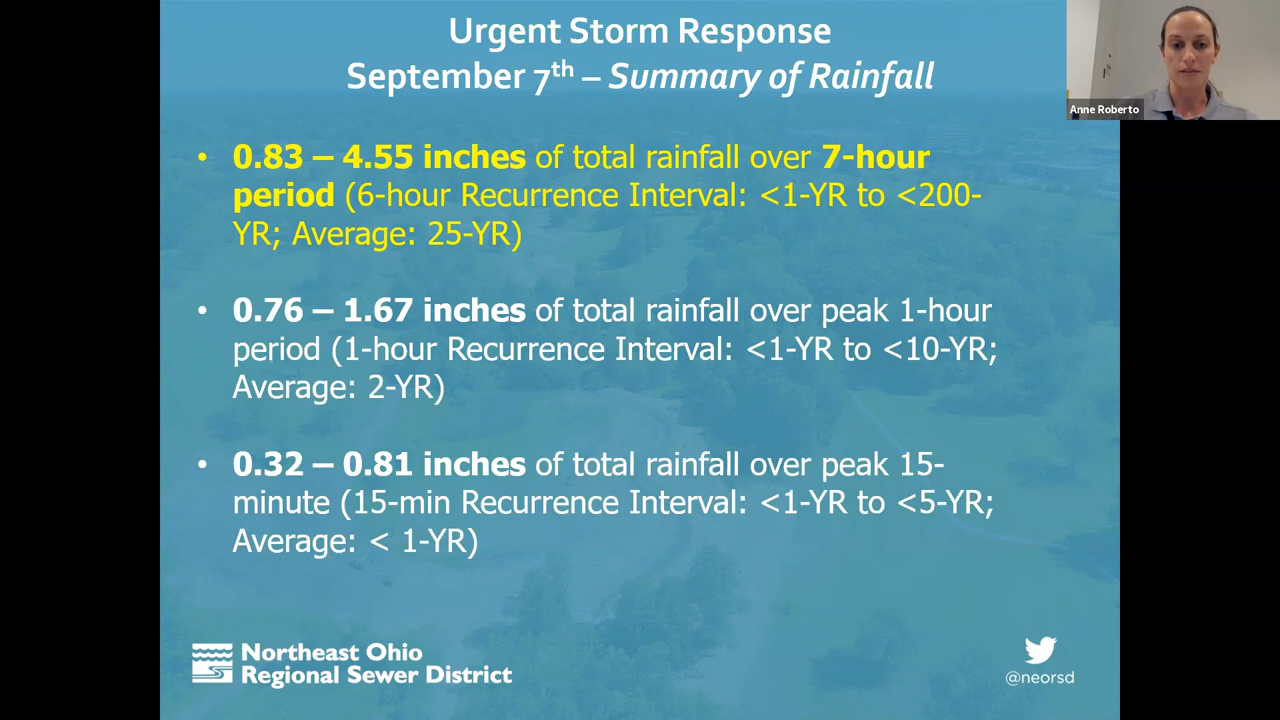 Urgent Storm Response
September 7th – Summary of Rainfall
Anne Roberto
• 0.83 – 4.55 inches of total rainfall over 7-hour
period (6-hour Recurrence Interval: <1-YR to <200-
YR; Average: 25-YR)
• 0.76 – 1.67 inches of total rainfall over peak 1-hour
period (1-hour Recurrence Interval: <1-YR to <10-YR;
Average: 2-YR)
• 0.32 – 0.81 inches of total rainfall over peak 15-
minute (15-min Recurrence Interval: <1-YR to <5-YR;
Average: < 1-YR)
Northeast Ohio
Regional Sewer District
@neorsd